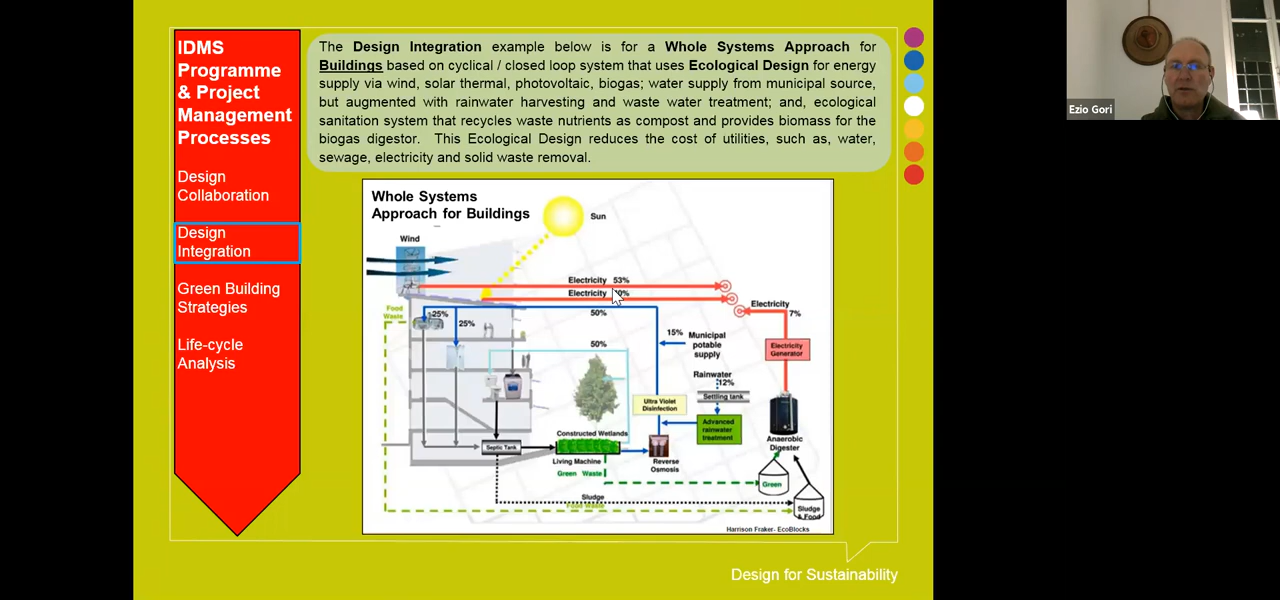 IDMS
Programme
& Project
Management
Processes
Design
Collaboration
Design
Integration
Green Building
Strategies
Life-cycle
Analysis
The Design Integration example below is for a Whole Systems Approach for
Buildings based on cyclical / closed loop system that uses Ecological Design for energy
supply via wind, solar thermal, photovoltaic, biogas; water supply from municipal source,
but augmented with rainwater harvesting and waste water treatment; and, ecological
sanitation system that recycles waste nutrients as compost and provides biomass for the
biogas digestor. This Ecological Design reduces the cost of utilities, such as, water,
sewage, electricity and solid waste removal.
Whole Systems
Approach for Buildings
Sun
Wind
Electricity 53%
Electricity
Electricity
7%
Food
Waste
25%
25%
50%
15%
Municipal
potable
supply
50%
Electricity
Generator
Rainwater
12%
Settling tank
Ultra Violet
Disinfection
Advanced
rainwater
treatment
Constructed Wetlands
Septic Tank
Living Machine
Reverse
Osmosis
Anaerobic
Digester
Green Waste
Green
Sludge
Food Waste
Sludge
& Food
Harrison Fraker- EcoBlocks
Design for Sustainability
Ezio Gori